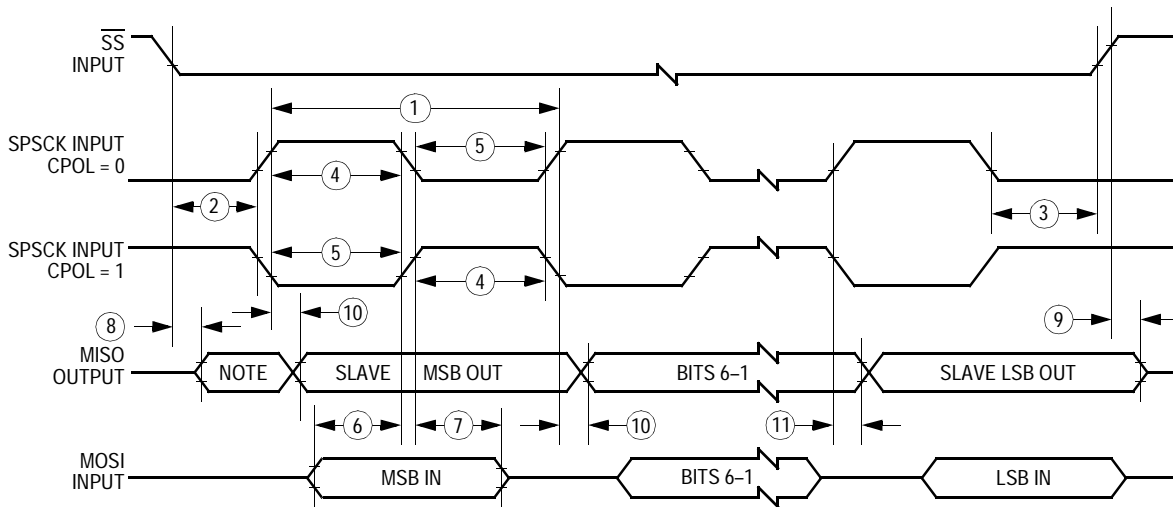 SS
INPUT
1
SPSCK INPUT
CPOL = 0
5
4
2
3
SPSCK INPUT
CPOL = 1
5
4
8
10
9
MISO
OUTPUT
NOTE
SLAVE MSB OUT
BITS 6–1
SLAVE LSB OUT
6
7
10
11
MOSI
INPUT
MSB IN
BITS 6–1
LSB IN